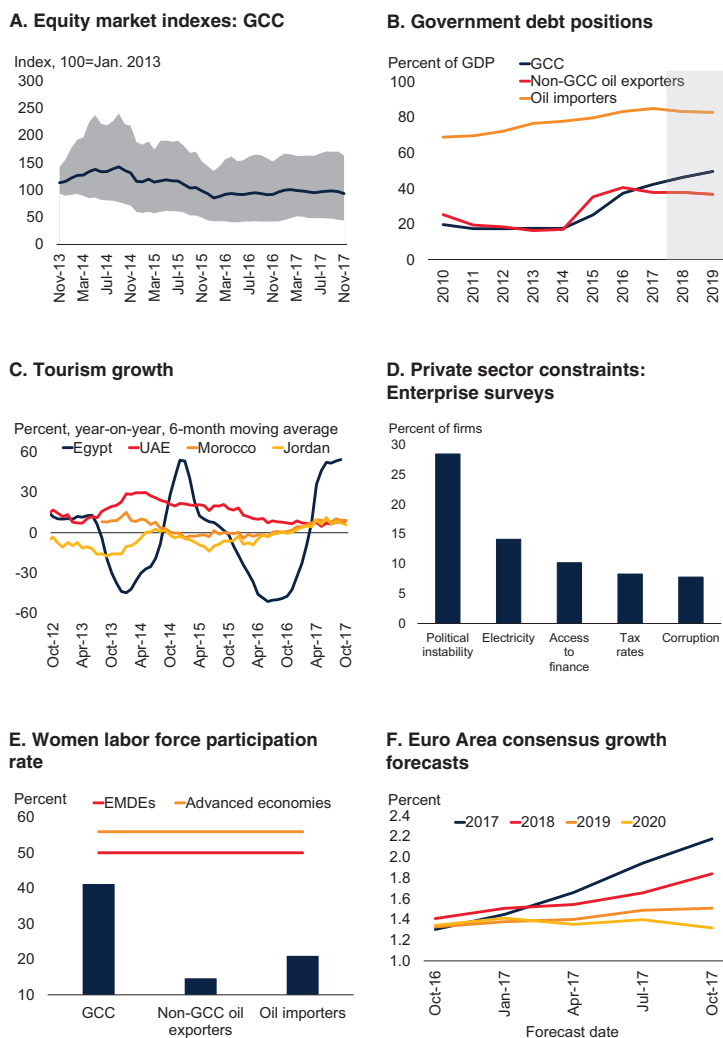 A. Equity market indexes: GCC
Index, 100=Jan. 2013
300
250
200
150
100
50
0
Nov-13
Mar-14
Jul-14
Nov-14
Mar-15
Jul-15
Nov-15
Mar-16
Jul-16
Nov-16
Mar-17
Jul-17
Nov-17
B. Government debt positions
Percent of GDP
GCC
Non-GCC oil exporters
Oil importers
100
80
60
40
20
0
2010
2011
2012
2013
2014
2015
2016
2017
2018
2019
C. Tourism growth
Percent, year-on-year, 6-month moving average
Egypt UAE Morocco Jordan
60
30
0
-30
-60
Oct-12
Apr-13
Oct-13
Apr-14
Oct-14
Apr-15
Oct-15
Apr-16
Oct-16
Apr-17
Oct-17
D. Private sector constraints:
Enterprise surveys
Percent of firms
30
25
20
15
10
5
0
Political
instability
Electricity
Access
to
finance
Tax
rates
Corruption
E. Women labor force participation
rate
Percent
EMDEs Advanced economies
60
50
40
30
20
10
GCC
Non-GCC oil
exporters
Oil importers
F. Euro Area consensus growth
forecasts
Percent
2017 2018 2019 2020
2.4
2.2
2.0
1.8
1.6
1.4
1.2
1.0
Oct-16
Jan-17
Apr-17
Jul-17
Oct-17
Forecast date